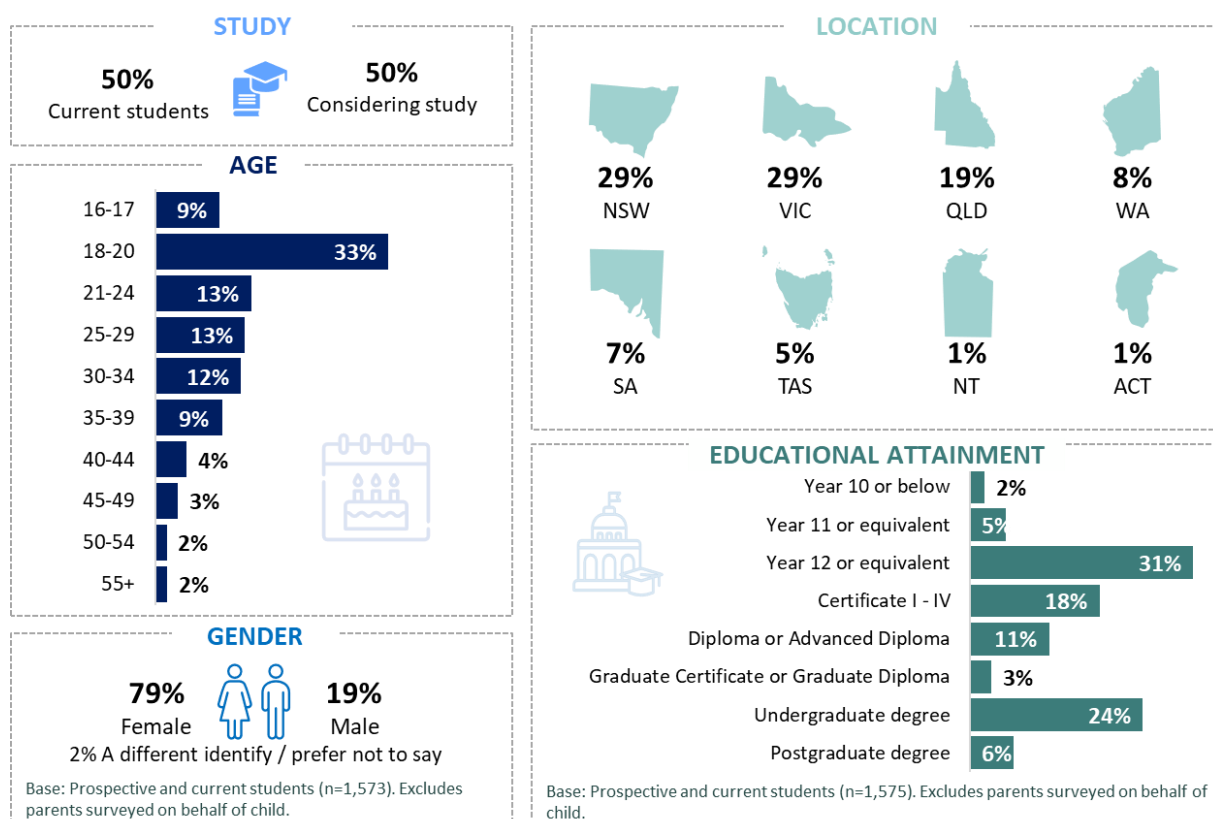 STUDY
50%
Current students
50%
Considering study
AGE
16-17 9%
18-20 33%
21-24 13%
25-29 13%
30-34 12%
35-39 9%
40-44 4%
45-49 3%
50-54 2%
55+ 2%
GENDER
79%
Female
19%
Male
2% A different identify / prefer not to say
Base: Prospective and current students (n=1,573). Excludes
parents surveyed on behalf of child.
LOCATION
29% 29% 19% 8%
NSW VIC QLD WA
7% 5% 1% 1%
SA TAS NT ACT
EDUCATIONAL ATTAINMENT
Year 10 or below 2%
Year 11 or equivalent 5%
Year 12 or equivalent 31%
Certificate I - IV 18%
Diploma or Advanced Diploma 11%
Graduate Certificate or Graduate Diploma 3%
Undergraduate degree 24%
Postgraduate degree 6%
Base: Prospective and current students (n=1,575). Excludes parents surveyed on behalf of
child.